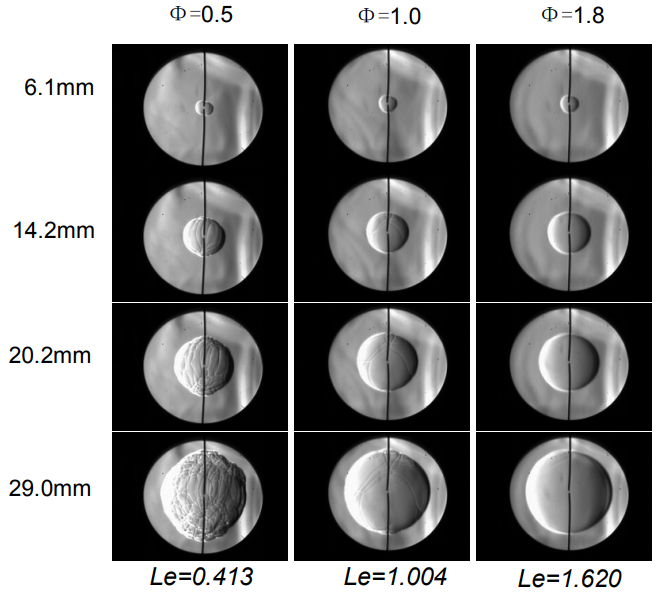 Φ=0.5 Φ=1.0 Φ=1.8
6.1mm
14.2mm
20.2mm
29.0mm
Le=0.413 Le=1.004 Le=1.620